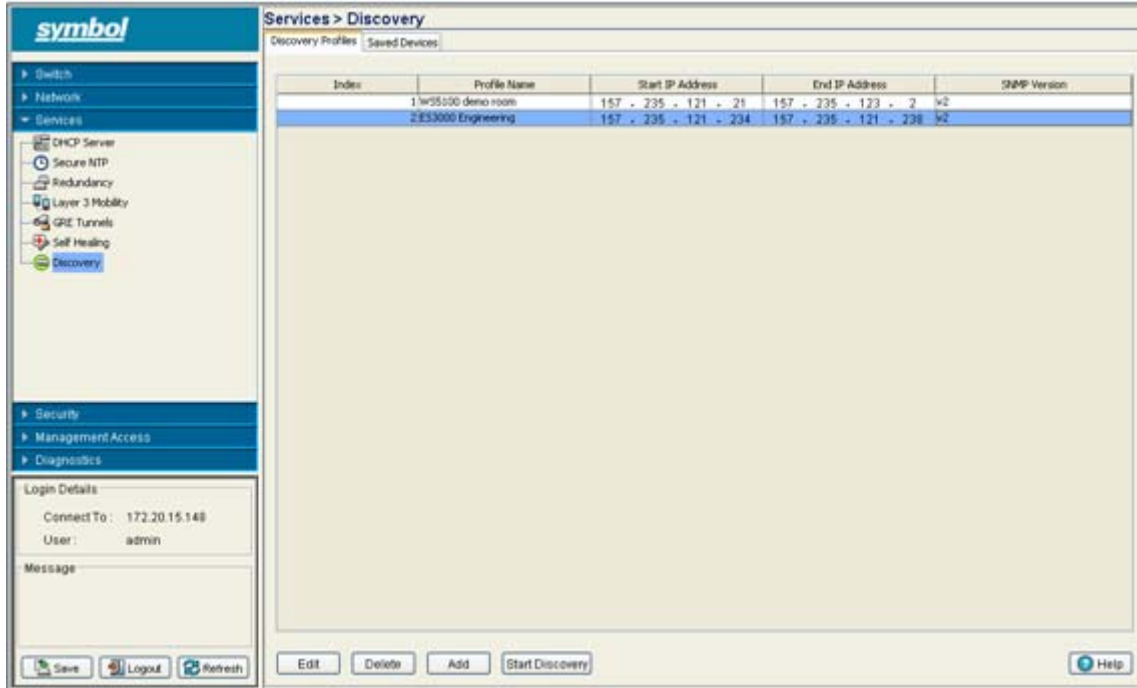 symbol
Services > Discovery
Discovery Profiles Saved Devices
Switch
Network
Services
DHCP Server
Secure NTP
Redundancy
Layer 3 Mobility
GRE Tunnels
Self Healing
Discovery
Security
Management Access
Diagnostics
Login Details
Connect To : 172.20.15.148
User : admin
Message
Save Logout Refresh
Index Profile Name Start IP Address End IP Address SNMP Version
1 WS5100 demo room 157 . 235 . 121 . 21 157 . 235 . 123 . 2 v2
2 ES3000 Engineering 157 . 235 . 121 . 234 157 . 235 . 121 . 238 v2
Edit Delete Add Start Discovery Help